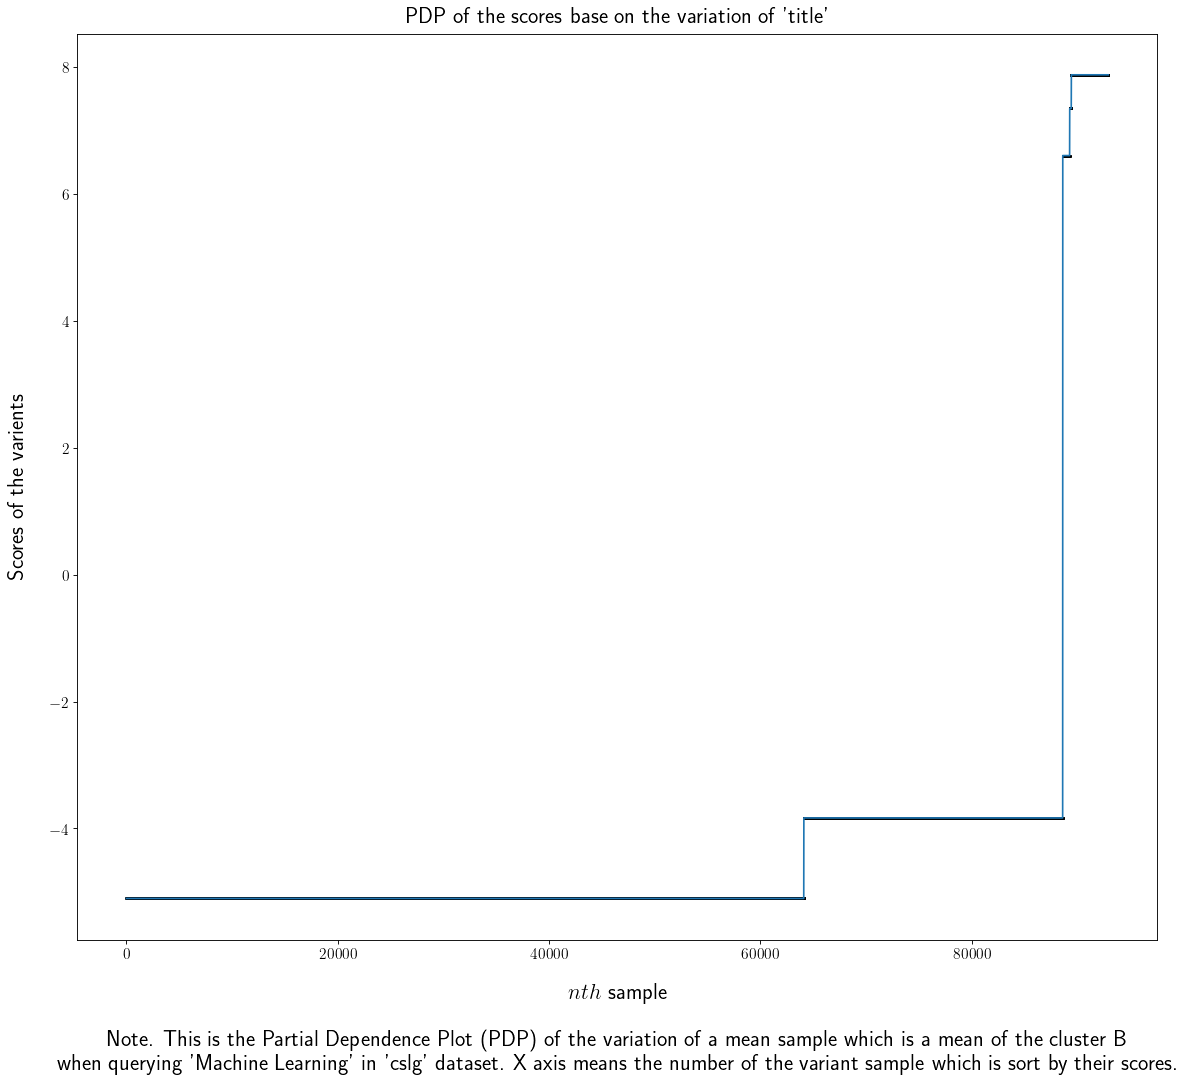 PDP of the scores base on the variation of 'title'
8
6
4
2
0
−2
−4
Scores of the varients
0 20000 40000 60000 80000
nth sample
Note. This is the Partial Dependence Plot (PDP) of the variation of a mean sample which is a mean of the cluster B
when querying 'Machine Learning' in 'cslg' dataset. X axis means the number of the variant sample which is sort by their scores.